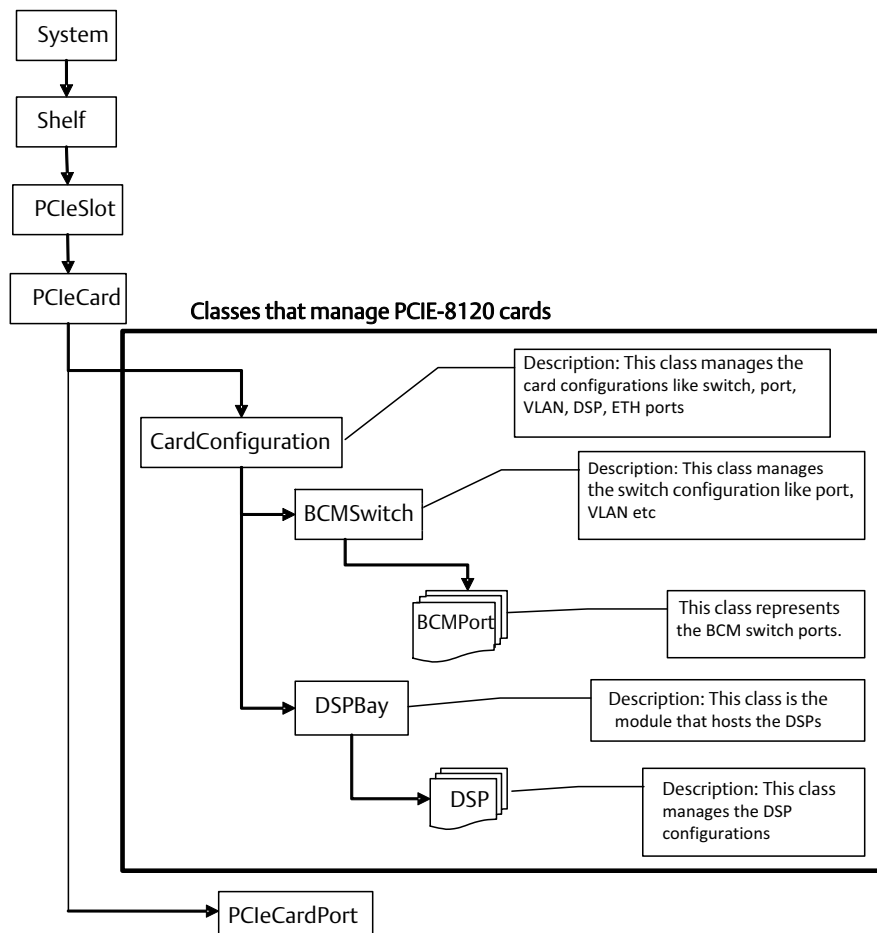 System
Shelf
PCIeSlot
PCIeCard
Classes that manage PCIE-8120 cards
Description: This class manages the
card configurations like switch, port,
VLAN, DSP, ETH ports
CardConfiguration
Description: This class manages
the switch configuration like port,
VLAN etc
BCMSwitch
BCMPort
This class represents
the BCM switch ports.
DSPBay
Description: This class is the
module that hosts the DSPs
DSP
Description: This class
manages the DSP
configurations
PCIeCardPort